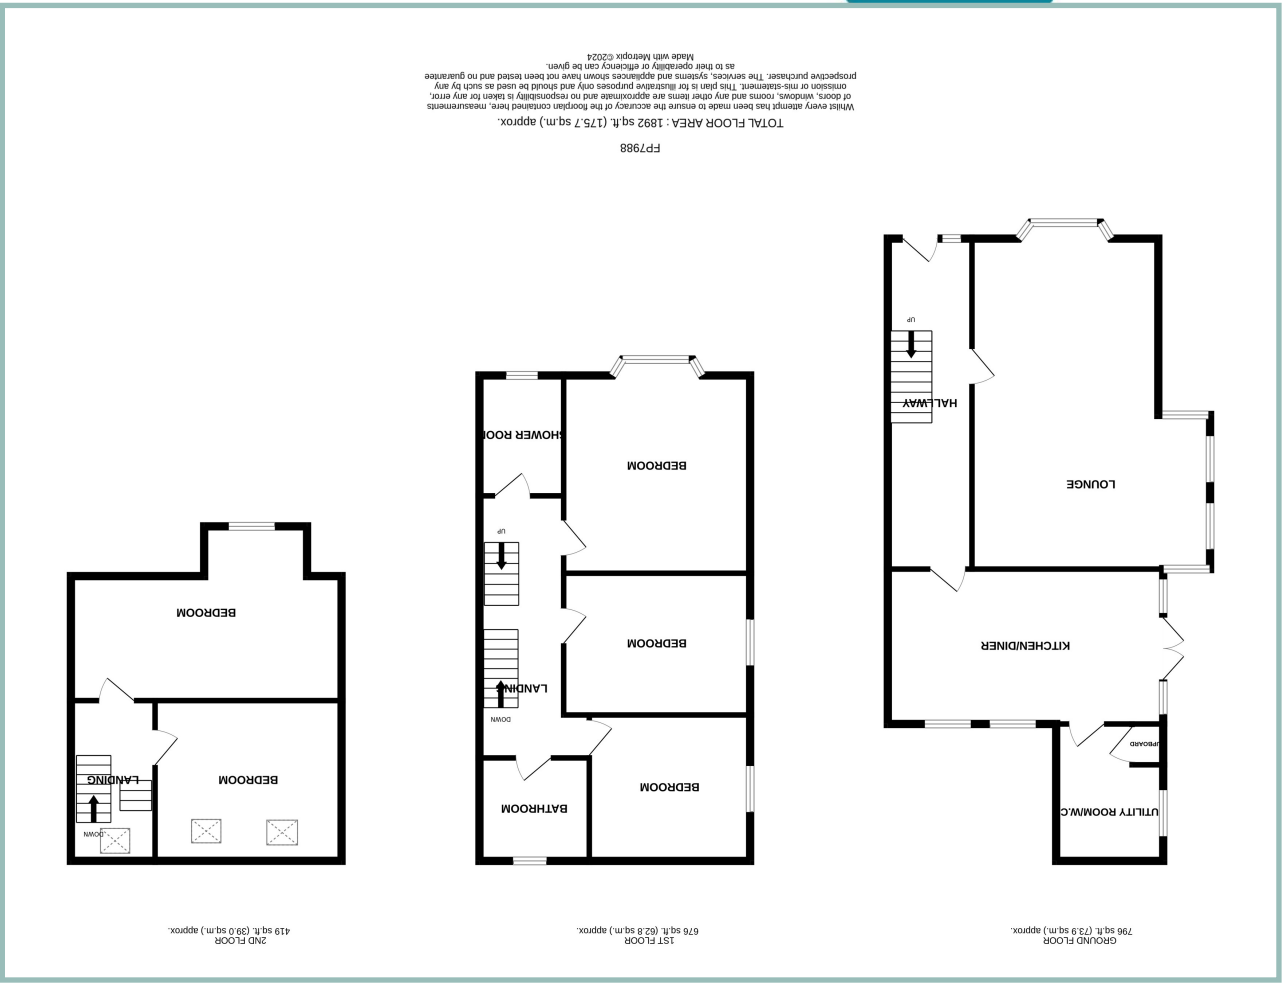 GROUND FLOOR
796 sq.ft. (73.9 sq.m.) approx.
1ST FLOOR
676 sq.ft. (62.8 sq.m.) approx.
2ND FLOOR
419 sq.ft. (39.0 sq.m.) approx.
UTILITY ROOM/W.C
UPBOARD
KITCHEN/DINER
LOUNGE
HALLWAY
UP
BATHROOM
BEDROOM
DOWN
LANDING
BEDROOM
UP
BEDROOM
SHOWER ROOM
DOWN
LANDING
BEDROOM
BEDROOM
FP7988
TOTAL FLOOR AREA : 1892 sq.ft. (175.7 sq.m.) approx.
Whilst every attempt has been made to ensure the accuracy of the floorplan contained here, measurements
of doors, windows, rooms and any other items are approximate and no responsibility is taken for any error,
omission or mis-statement. This plan is for illustrative purposes only and should be used as such by any
prospective purchaser. The services, systems and appliances shown have not been tested and no guarantee
as to their operability or efficiency can be given.
Made with Metropix ©2024